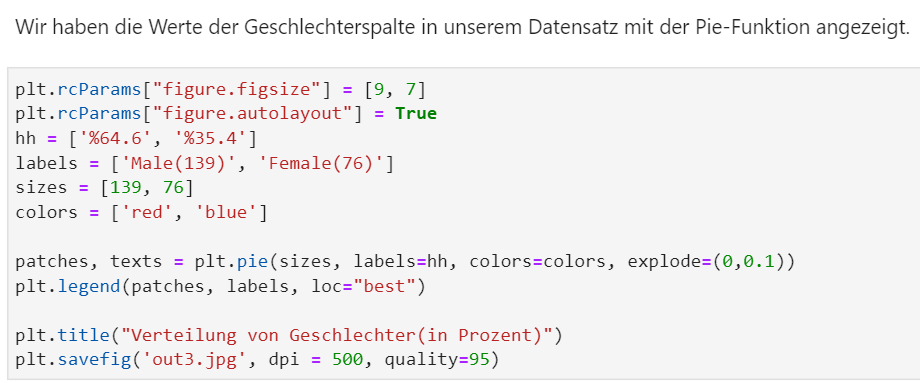 Wir haben die Werte der Geschlechterspalte in unserem Datensatz mit der Pie-Funktion angezeigt.
plt.rcParams["figure.figsize"] = [9, 7]
plt.rcParams["figure.autolayout"] = True
hh = ['%64.6', '%35.4']
labels = ['Male(139)', 'Female(76)']
sizes = [139, 76]
colors = ['red', 'blue']
patches, texts = plt.pie(sizes, labels=hh, colors=colors, explode=(0,0.1))
plt.legend(patches, labels, loc="best")
plt.title("Verteilung von Geschlechter(in Prozent)")
plt.savefig('out3.jpg', dpi = 500, quality=95)